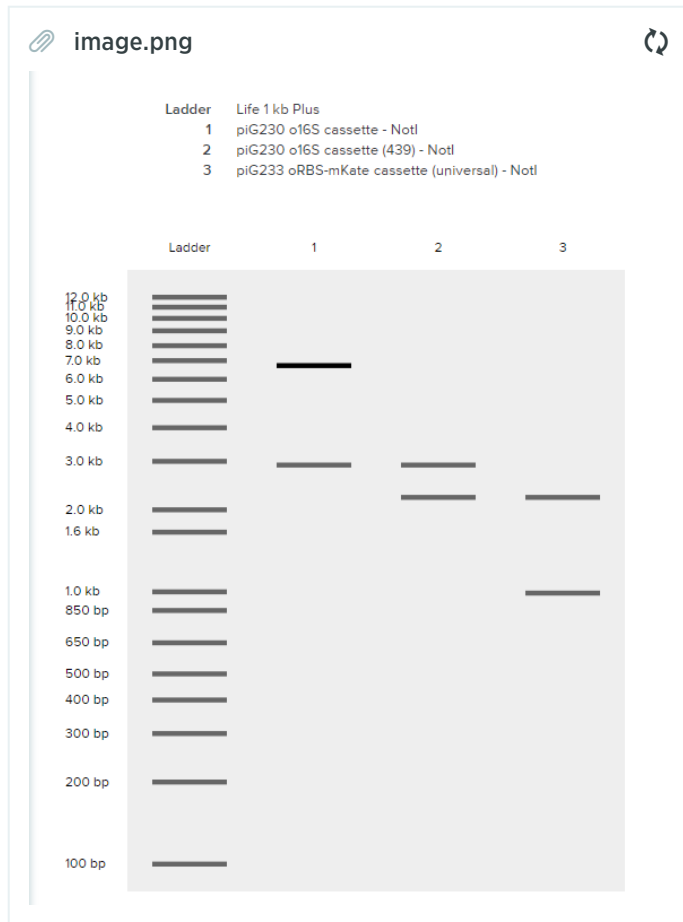 image.png
Ladder Life 1 kb Plus
1 piG230 o16S cassette - NotI
2 piG230 o16S cassette (439) - NotI
3 piG233 oRBS-mKate cassette (universal) - NotI
Ladder 1 2 3
12.0 kb
11.0 kb
10.0 kb
9.0 kb
8.0 kb
7.0 kb
6.0 kb
5.0 kb
4.0 kb
3.0 kb
2.0 kb
1.6 kb
1.0 kb
850 bp
650 bp
500 bp
400 bp
300 bp
200 bp
100 bp